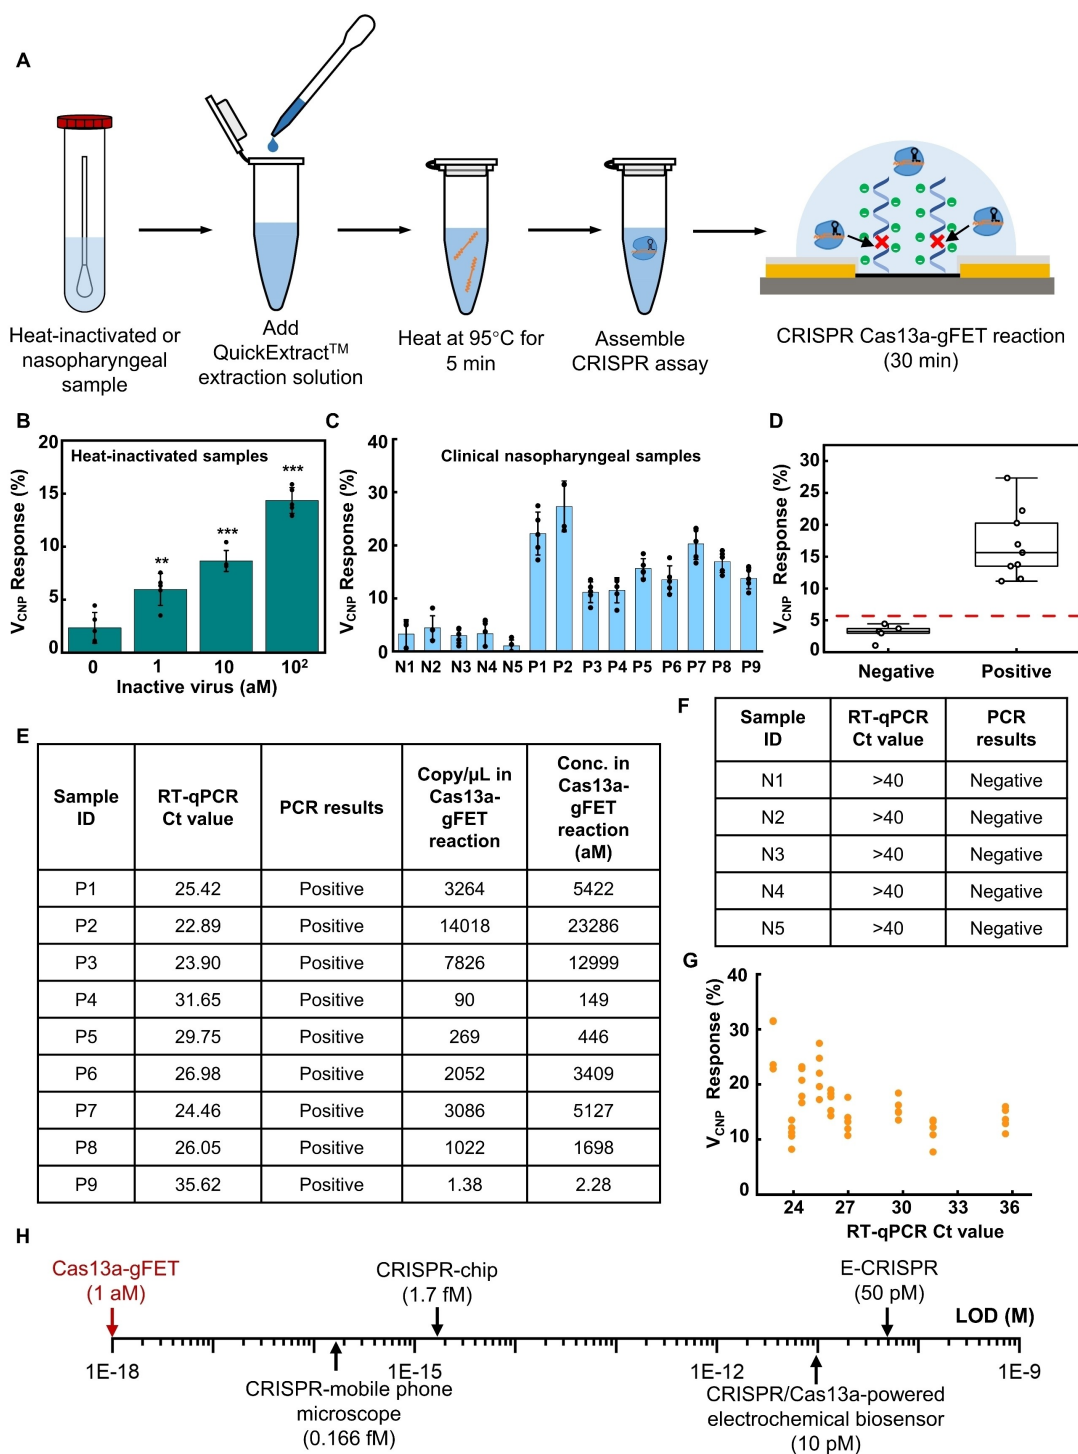 A
Heat-inactivated or
nasopharyngeal
sample
Add
QuickExtract™
extraction solution
Heat at 95°C for
5 min
Assemble
CRISPR assay
CRISPR Cas13a-gFET reaction
(30 min)
B
V_CNP Response (%)
20
15
10
5
0
Heat-inactivated samples
**
***
***
0 1 10 10²
Inactive virus (aM)
C
V_CNP Response (%)
40
30
20
10
0
Clinical nasopharyngeal samples
N1 N2 N3 N4 N5 P1 P2 P3 P4 P5 P6 P7 P8 P9
D
V_CNP Response (%)
30
25
20
15
10
5
0
Negative Positive
E
Sample ID | RT-qPCR Ct value | PCR results | Copy/µL in Cas13a-gFET reaction | Conc. in Cas13a-gFET reaction (aM)
P1 25.42 Positive 3264 5422
P2 22.89 Positive 14018 23286
P3 23.90 Positive 7826 12999
P4 31.65 Positive 90 149
P5 29.75 Positive 269 446
P6 26.98 Positive 2052 3409
P7 24.46 Positive 3086 5127
P8 26.05 Positive 1022 1698
P9 35.62 Positive 1.38 2.28
F
Sample ID | RT-qPCR Ct value | PCR results
N1 >40 Negative
N2 >40 Negative
N3 >40 Negative
N4 >40 Negative
N5 >40 Negative
G
V_CNP Response (%)
40
30
20
10
0
24 27 30 33 36
RT-qPCR Ct value
H
Cas13a-gFET
(1 aM)
CRISPR-chip
(1.7 fM)
E-CRISPR
(50 pM)
LOD (M)
1E-18 1E-15 1E-12 1E-9
CRISPR-mobile phone
microscope
(0.166 fM)
CRISPR/Cas13a-powered
electrochemical biosensor
(10 pM)